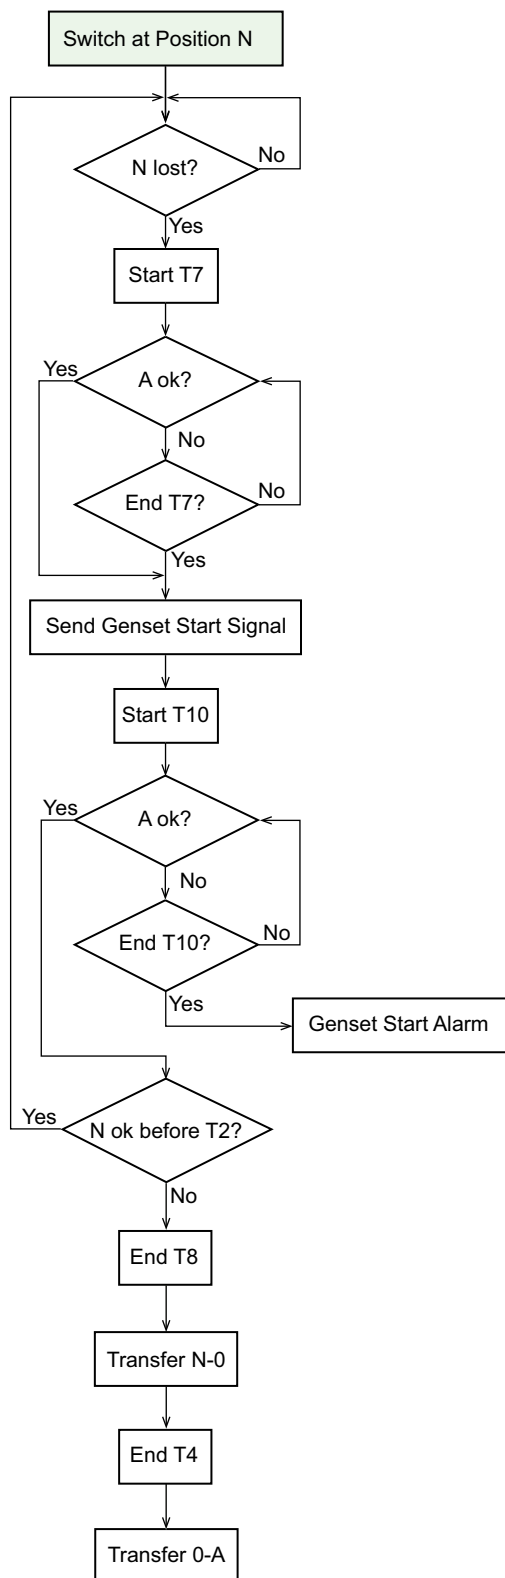 Switch at Position N
N lost?
No
Yes
Start T7
Yes
A ok?
No
End T7?
No
Yes
Send Genset Start Signal
Start T10
Yes
A ok?
No
End T10?
No
Yes
Genset Start Alarm
Yes
N ok before T2?
No
End T8
Transfer N-0
End T4
Transfer 0-A